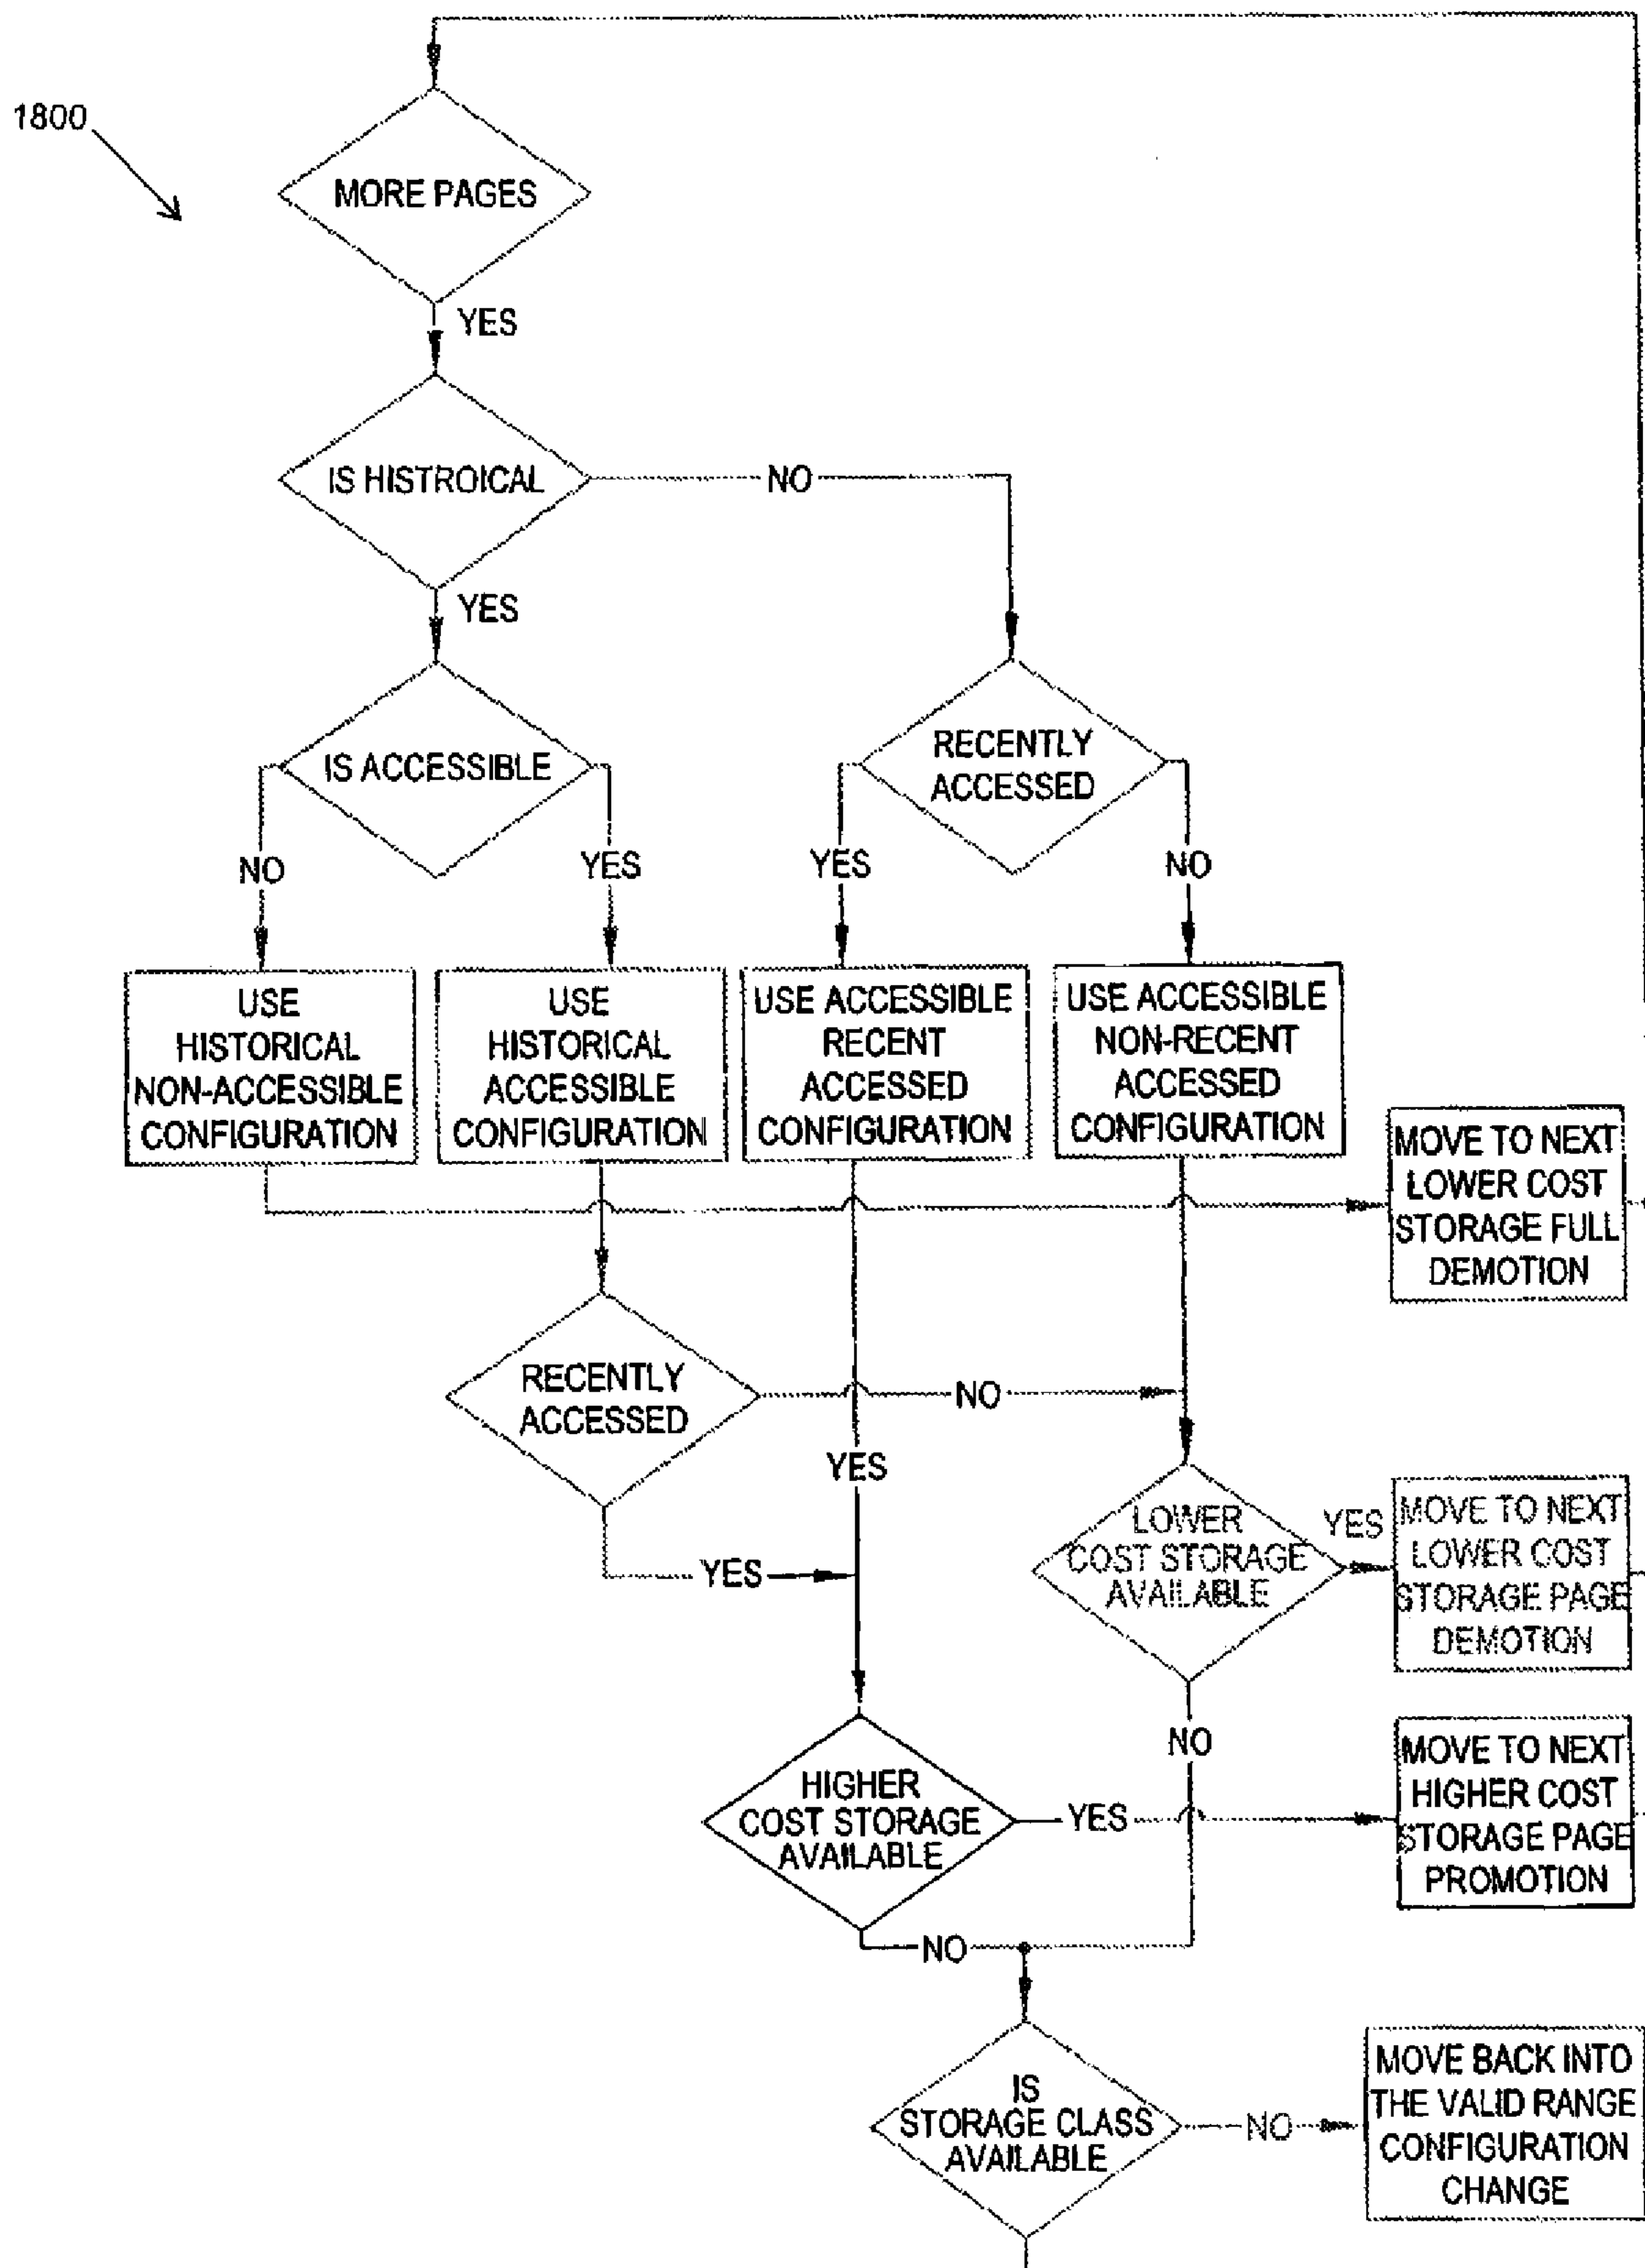 1800
MORE PAGES
YES
IS HISTROICAL
NO
YES
IS ACCESSIBLE
RECENTLY
ACCESSED
NO
YES
YES
NO
USE
HISTORICAL
NON-ACCESSIBLE
CONFIGURATION
USE
HISTORICAL
ACCESSIBLE
CONFIGURATION
USE ACCESSIBLE
RECENT
ACCESSED
CONFIGURATION
USE ACCESSIBLE
NON-RECENT
ACCESSED
CONFIGURATION
MOVE TO NEXT
LOWER COST
STORAGE FULL
DEMOTION
RECENTLY
ACCESSED
NO
YES
YES
LOWER
COST STORAGE
AVAILABLE
YES
MOVE TO NEXT
LOWER COST
STORAGE PAGE
DEMOTION
NO
HIGHER
COST STORAGE
AVAILABLE
YES
MOVE TO NEXT
HIGHER COST
STORAGE PAGE
PROMOTION
NO
IS
STORAGE CLASS
AVAILABLE
NO
MOVE BACK INTO
THE VALID RANGE
CONFIGURATION
CHANGE